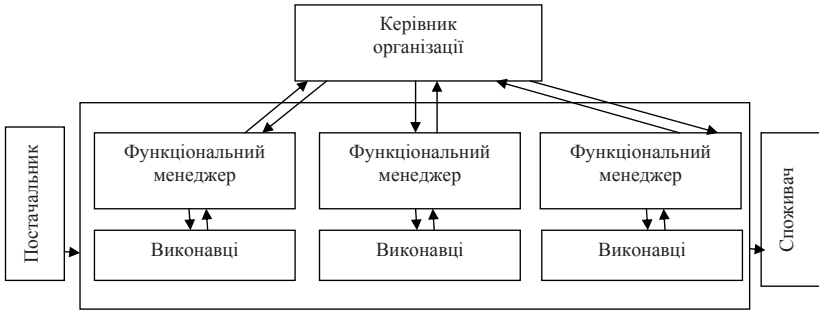 Керівник
організації
Постачальник
Функціональний
менеджер
Функціональний
менеджер
Функціональний
менеджер
Виконавці
Виконавці
Виконавці
Споживач